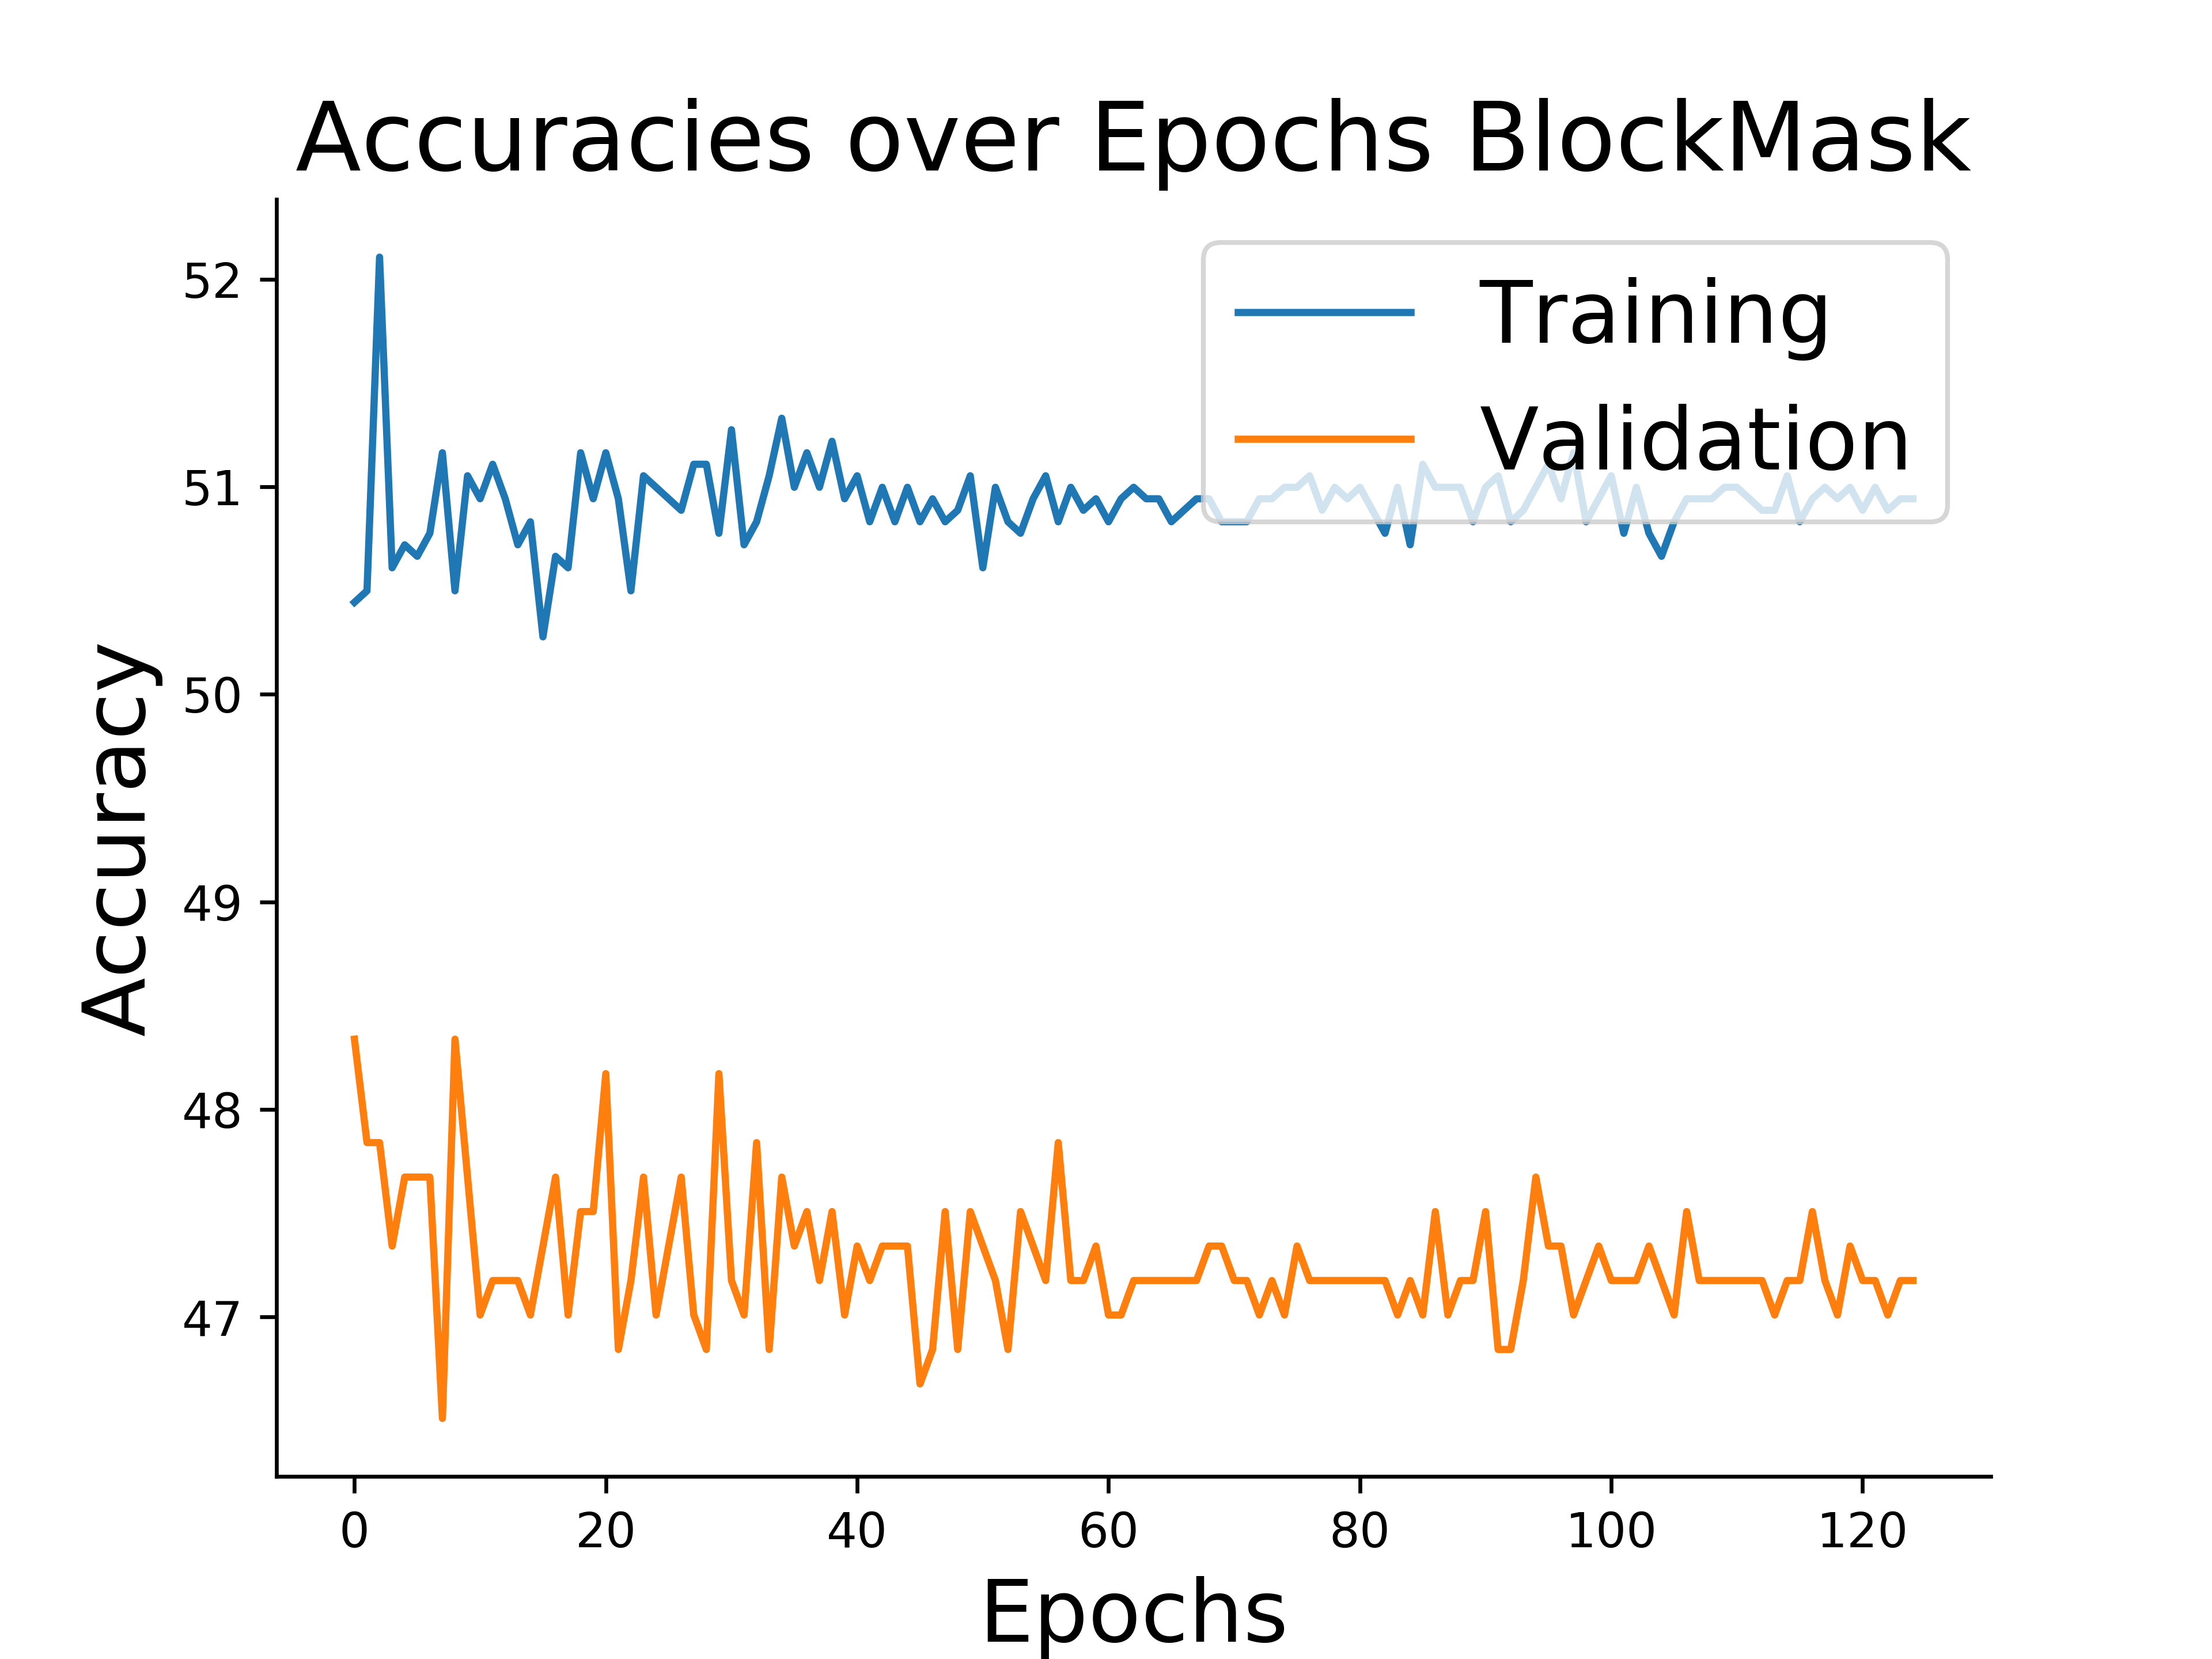 Accuracies over Epochs BlockMask
Training
Validation
Accuracy
52
51
50
49
48
47
0 20 40 60 80 100 120
Epochs